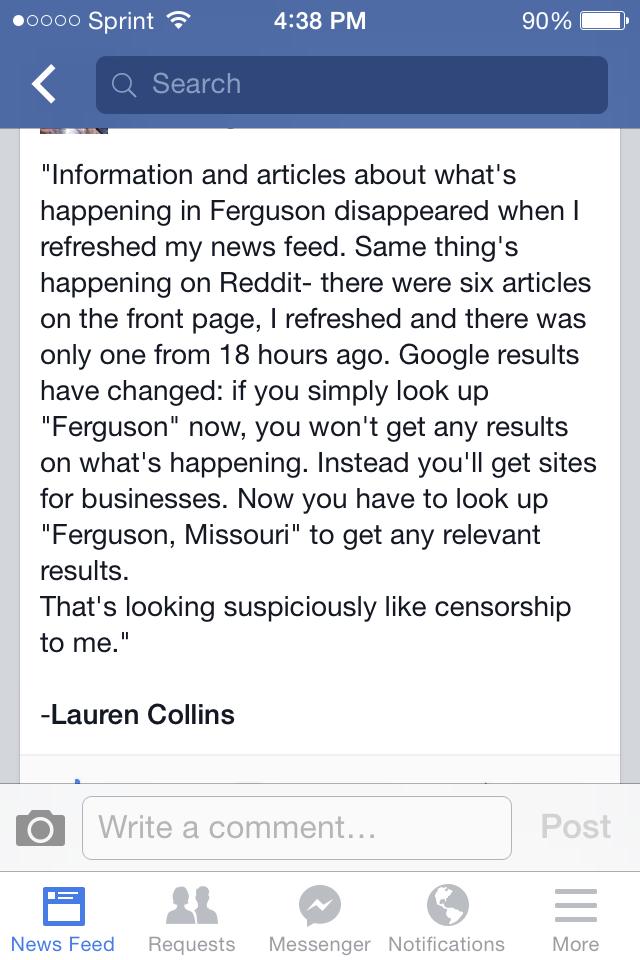 Sprint 4:38 PM 90%
Search
"Information and articles about what's
happening in Ferguson disappeared when I
refreshed my news feed. Same thing's
happening on Reddit- there were six articles
on the front page, I refreshed and there was
only one from 18 hours ago. Google results
have changed: if you simply look up
"Ferguson" now, you won't get any results
on what's happening. Instead you'll get sites
for businesses. Now you have to look up
"Ferguson, Missouri" to get any relevant
results.
That's looking suspiciously like censorship
to me."
-Lauren Collins
Write a comment... Post
News Feed Requests Messenger Notifications More